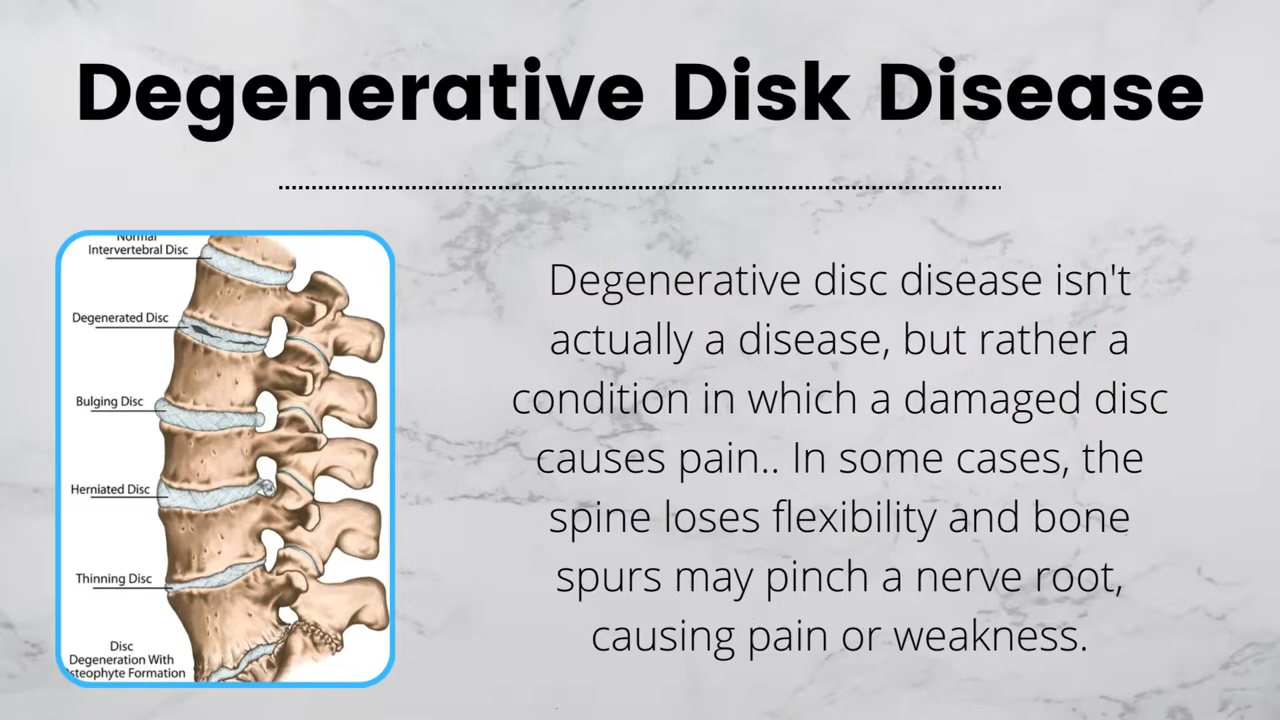 Degenerative Disk Disease
Normal
Intervertebral Disc
Degenerated Disc
Bulging Disc
Herniated Disc
Thinning Disc
Disc
Degeneration With
steophyte Formation
Degenerative disc disease isn't
actually a disease, but rather a
condition in which a damaged disc
causes pain.. In some cases, the
spine loses flexibility and bone
spurs may pinch a nerve root,
causing pain or weakness.